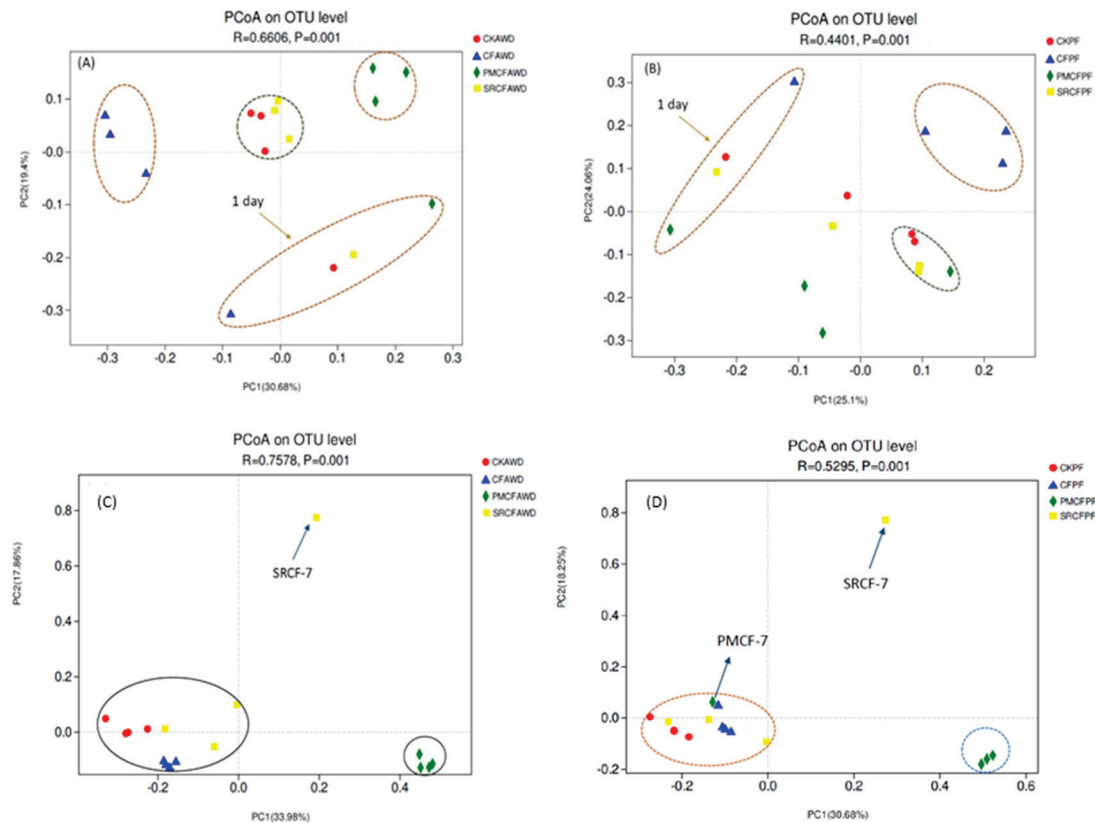 PCoA on OTU level
R=0.6606, P=0.001
(A)
CKAWD
CFAWD
PMCFAWD
SRCFAWD
0.1
-0.0
-0.1
-0.2
-0.3
PC2(19.4%)
1 day
-0.3
-0.2
-0.1
-0.0
0.1
0.2
0.3
PC1(30.68%)
PCoA on OTU level
R=0.4401, P=0.001
(B)
CKPF
CFPF
PMCFPF
SRCFPF
0.3
0.2
0.1
-0.0
-0.1
-0.2
-0.3
PC2(24.06%)
1 day
-0.3
-0.2
-0.1
-0.0
0.1
0.2
PC1(25.1%)
PCoA on OTU level
R=0.7578, P=0.001
(C)
CKAWD
CFAWD
PMCFAWD
SRCFAWD
0.8
0.6
0.4
0.2
0.0
PC2(17.86%)
SRCF-7
-0.2
0.0
0.2
0.4
PC1(33.98%)
PCoA on OTU level
R=0.5295, P=0.001
(D)
CKPF
CFPF
PMCFPF
SRCFPF
0.8
0.6
0.4
0.2
0.0
-0.2
PC2(18.25%)
SRCF-7
PMCF-7
-0.2
0.0
0.2
0.4
0.6
PC1(30.68%)